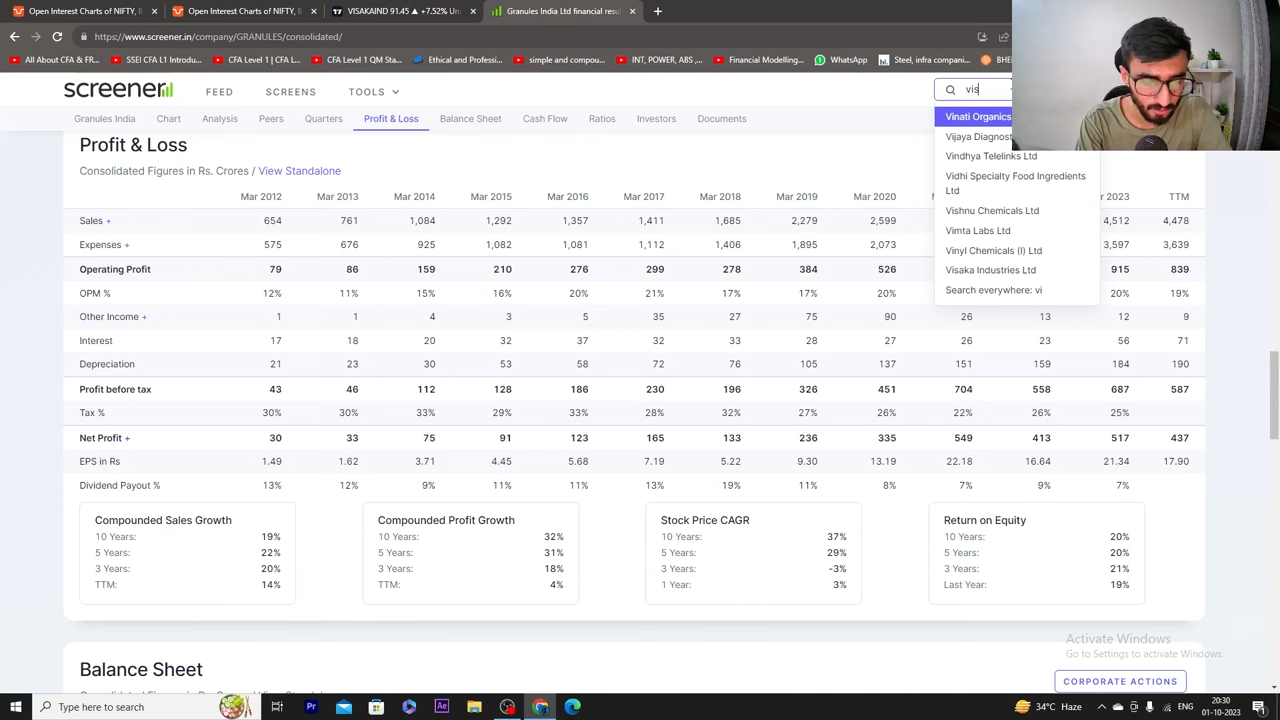 Open Interest Charts of NIFTY, B
Open Interest Charts of NIFTY, B
VISAKAIND 91.45 ▲ +7.52% Un
Granules India Ltd financial resul
https://www.screener.in/company/GRANULES/consolidated/
All About CFA & FR...
SSEI CFA L1 Introdu...
CFA Level 1 | CFA...
CFA Level 1 QM Sta...
Ethical and Professi...
simple and compou...
INT, POWER, ABS ,...
Financial Modelling...
WhatsApp
Steel, infra compani...
BHE
screener
FEED
SCREENS
TOOLS
vis
Granules India
Chart
Analysis
Peers
Quarters
Profit & Loss
Balance Sheet
Cash Flow
Ratios
Investors
Documents
Vinati Organics
Vijaya Diagnost
Vindhya Telelinks Ltd
Vidhi Specialty Food Ingredients
Ltd
Vishnu Chemicals Ltd
Vimta Labs Ltd
Vinyl Chemicals (I) Ltd
Visaka Industries Ltd
Search everywhere: vi
Profit & Loss
Consolidated Figures in Rs. Crores / View Standalone
Mar 2012 Mar 2013 Mar 2014 Mar 2015 Mar 2016 Mar 2017 Mar 2018 Mar 2019 Mar 2020 2023 TTM
Sales + 654 761 1,084 1,292 1,357 1,411 1,685 2,279 2,599 4,512 4,478
Expenses + 575 676 925 1,082 1,081 1,112 1,406 1,895 2,073 3,597 3,639
Operating Profit 79 86 159 210 276 299 278 384 526 915 839
OPM % 12% 11% 15% 16% 20% 21% 17% 17% 20% 20% 19%
Other Income + 1 1 4 3 5 35 27 75 90 26 13 12 9
Interest 17 18 20 32 37 32 33 28 27 26 23 56 71
Depreciation 21 23 30 53 58 72 76 105 137 151 159 184 190
Profit before tax 43 46 112 128 186 230 196 326 451 704 558 687 587
Tax % 30% 30% 33% 29% 33% 28% 32% 27% 26% 22% 26% 25%
Net Profit + 30 33 75 91 123 165 133 236 335 549 413 517 437
EPS in Rs 1.49 1.62 3.71 4.45 5.68 7.19 5.22 9.30 13.19 22.18 16.64 21.34 17.90
Dividend Payout % 13% 12% 9% 11% 11% 13% 19% 11% 8% 7% 9% 7%
Compounded Sales Growth
10 Years: 19%
5 Years: 22%
3 Years: 20%
TTM: 14%
Compounded Profit Growth
10 Years: 32%
5 Years: 31%
3 Years: 18%
TTM: 4%
Stock Price CAGR
10 Years: 37%
5 Years: 29%
3 Years: -3%
1 Year: 3%
Return on Equity
10 Years: 20%
5 Years: 20%
3 Years: 21%
Last Year: 19%
Balance Sheet
CORPORATE ACTIONS
Activate Windows
Go to Settings to activate Windows.
Type here to search
34°C Haze
ENG
20:30
01-10-2023